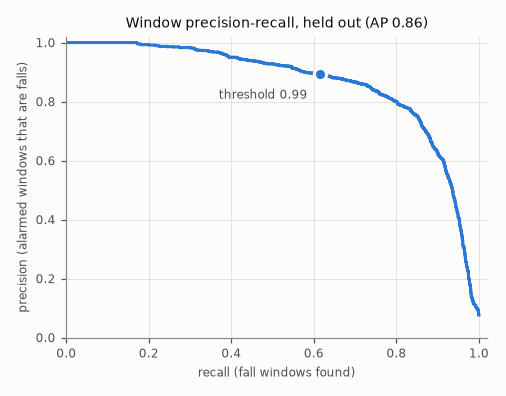 Window precision-recall, held out (AP 0.86)
precision (alarmed windows that are falls)
1.0
0.8
0.6
0.4
0.2
0.0
threshold 0.99
0.0 0.2 0.4 0.6 0.8 1.0
recall (fall windows found)